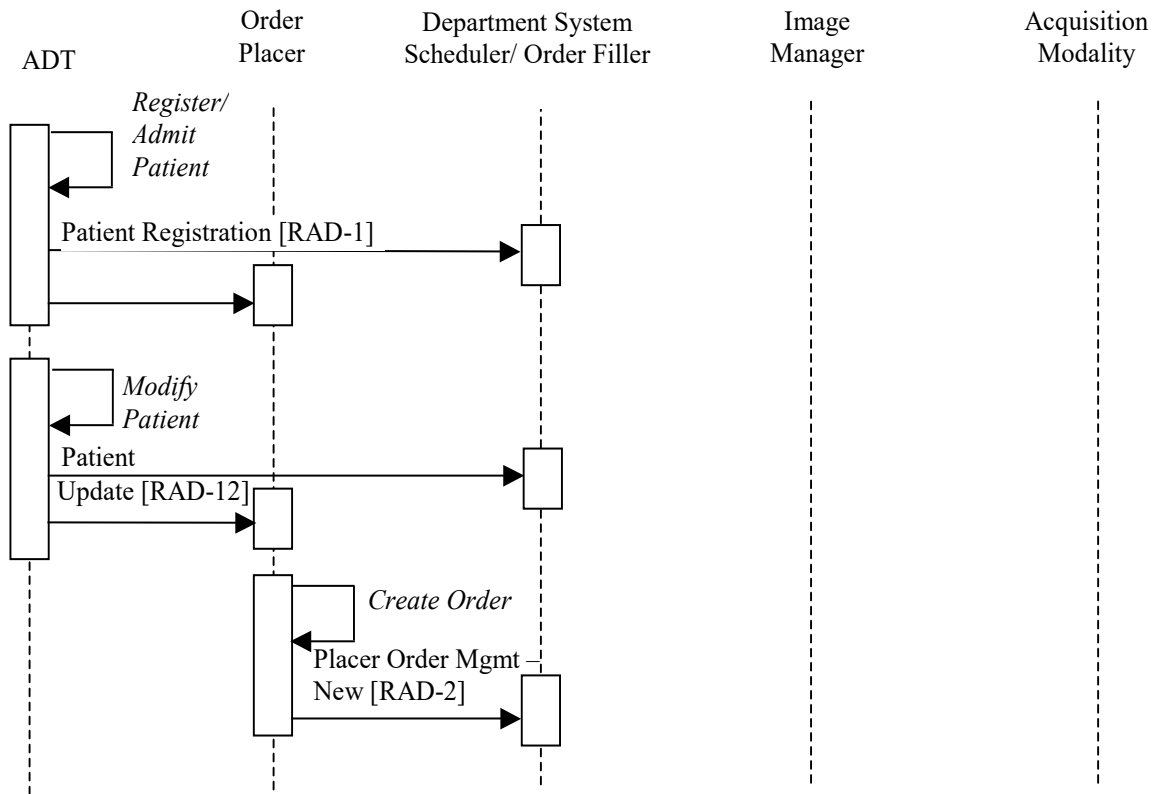 ADT
Order
Placer
Department System
Scheduler/ Order Filler
Image
Manager
Acquisition
Modality
Register/
Admit
Patient
Patient Registration [RAD-1]
Modify
Patient
Patient
Update [RAD-12]
Create Order
Placer Order Mgmt –
New [RAD-2]